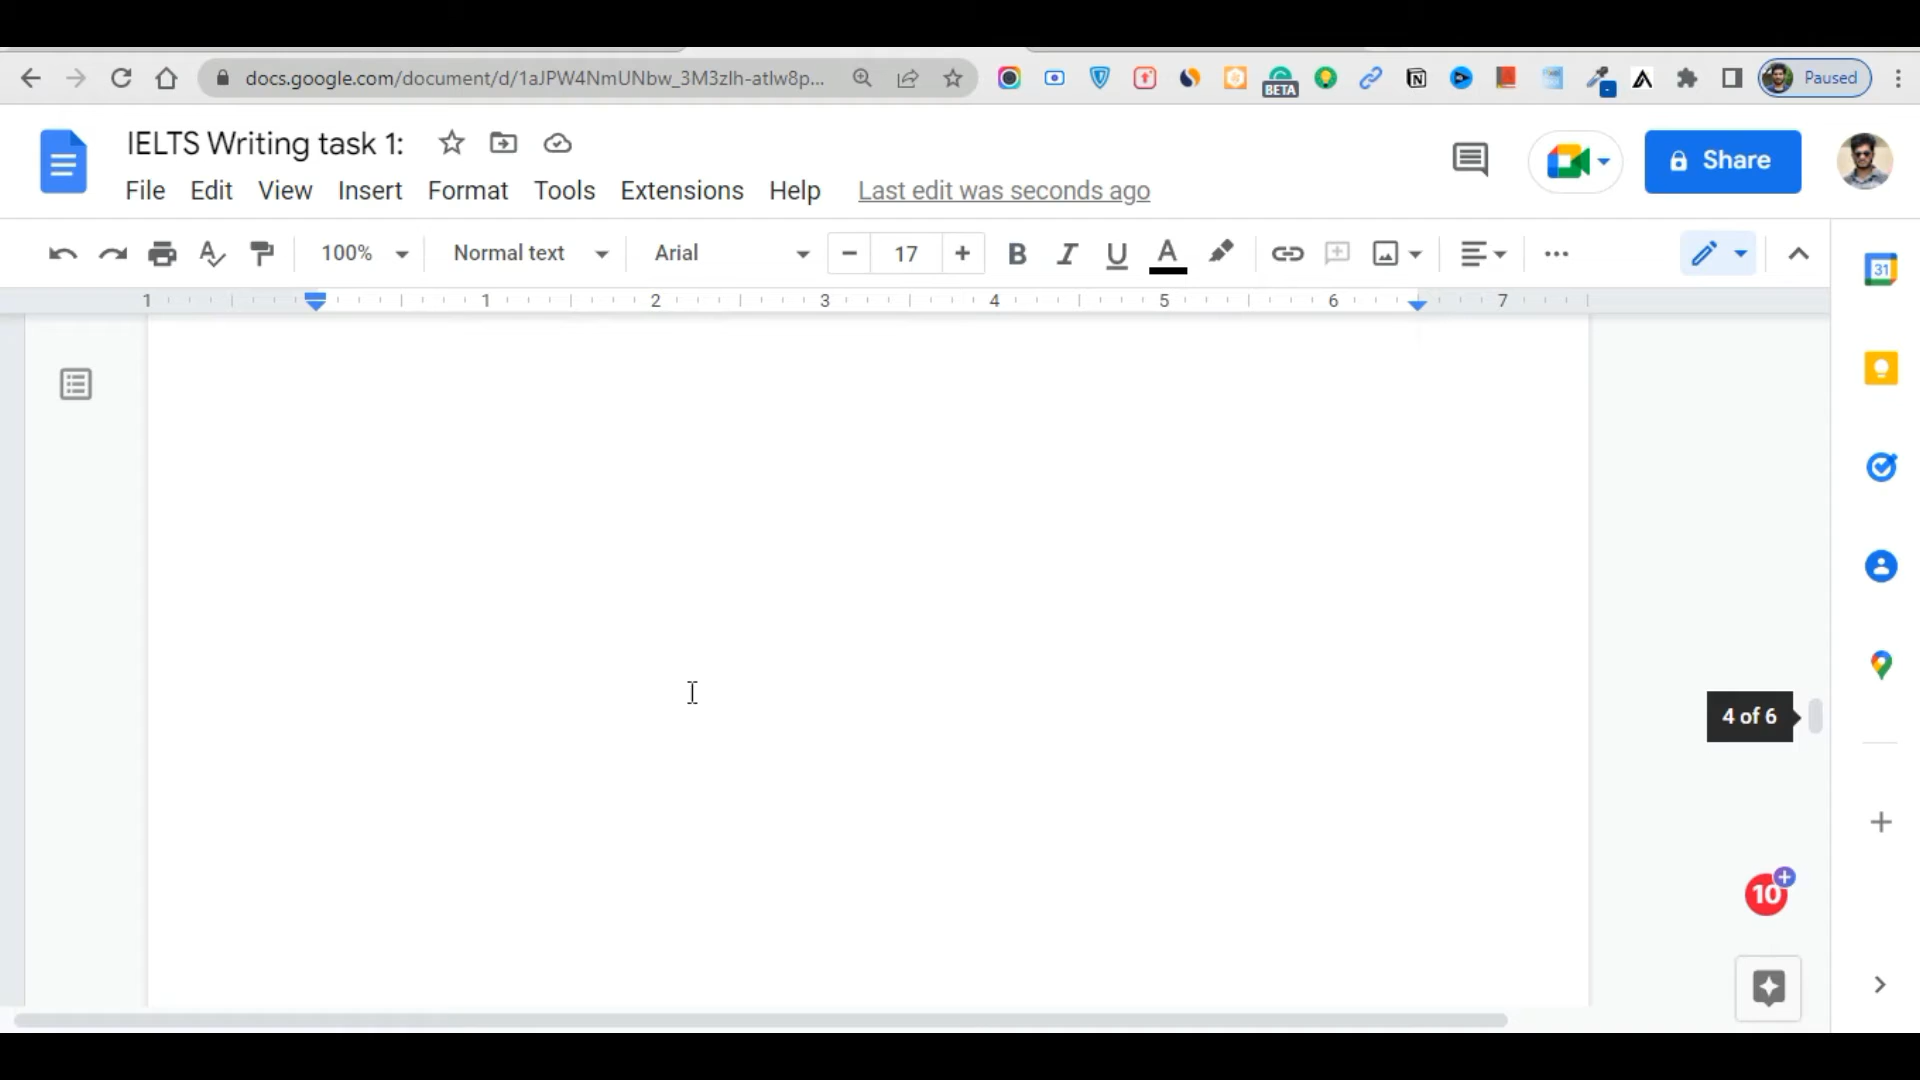 docs.google.com/document/d/1aJPW4NmUNbw_3M3zlh-atlw8p...
BETA
Paused
IELTS Writing task 1:
Share
File Edit View Insert Format Tools Extensions Help Last edit was seconds ago
100% Normal text Arial 17 B I U A
1 1 2 3 4 5 6 7
31
4 of 6
10